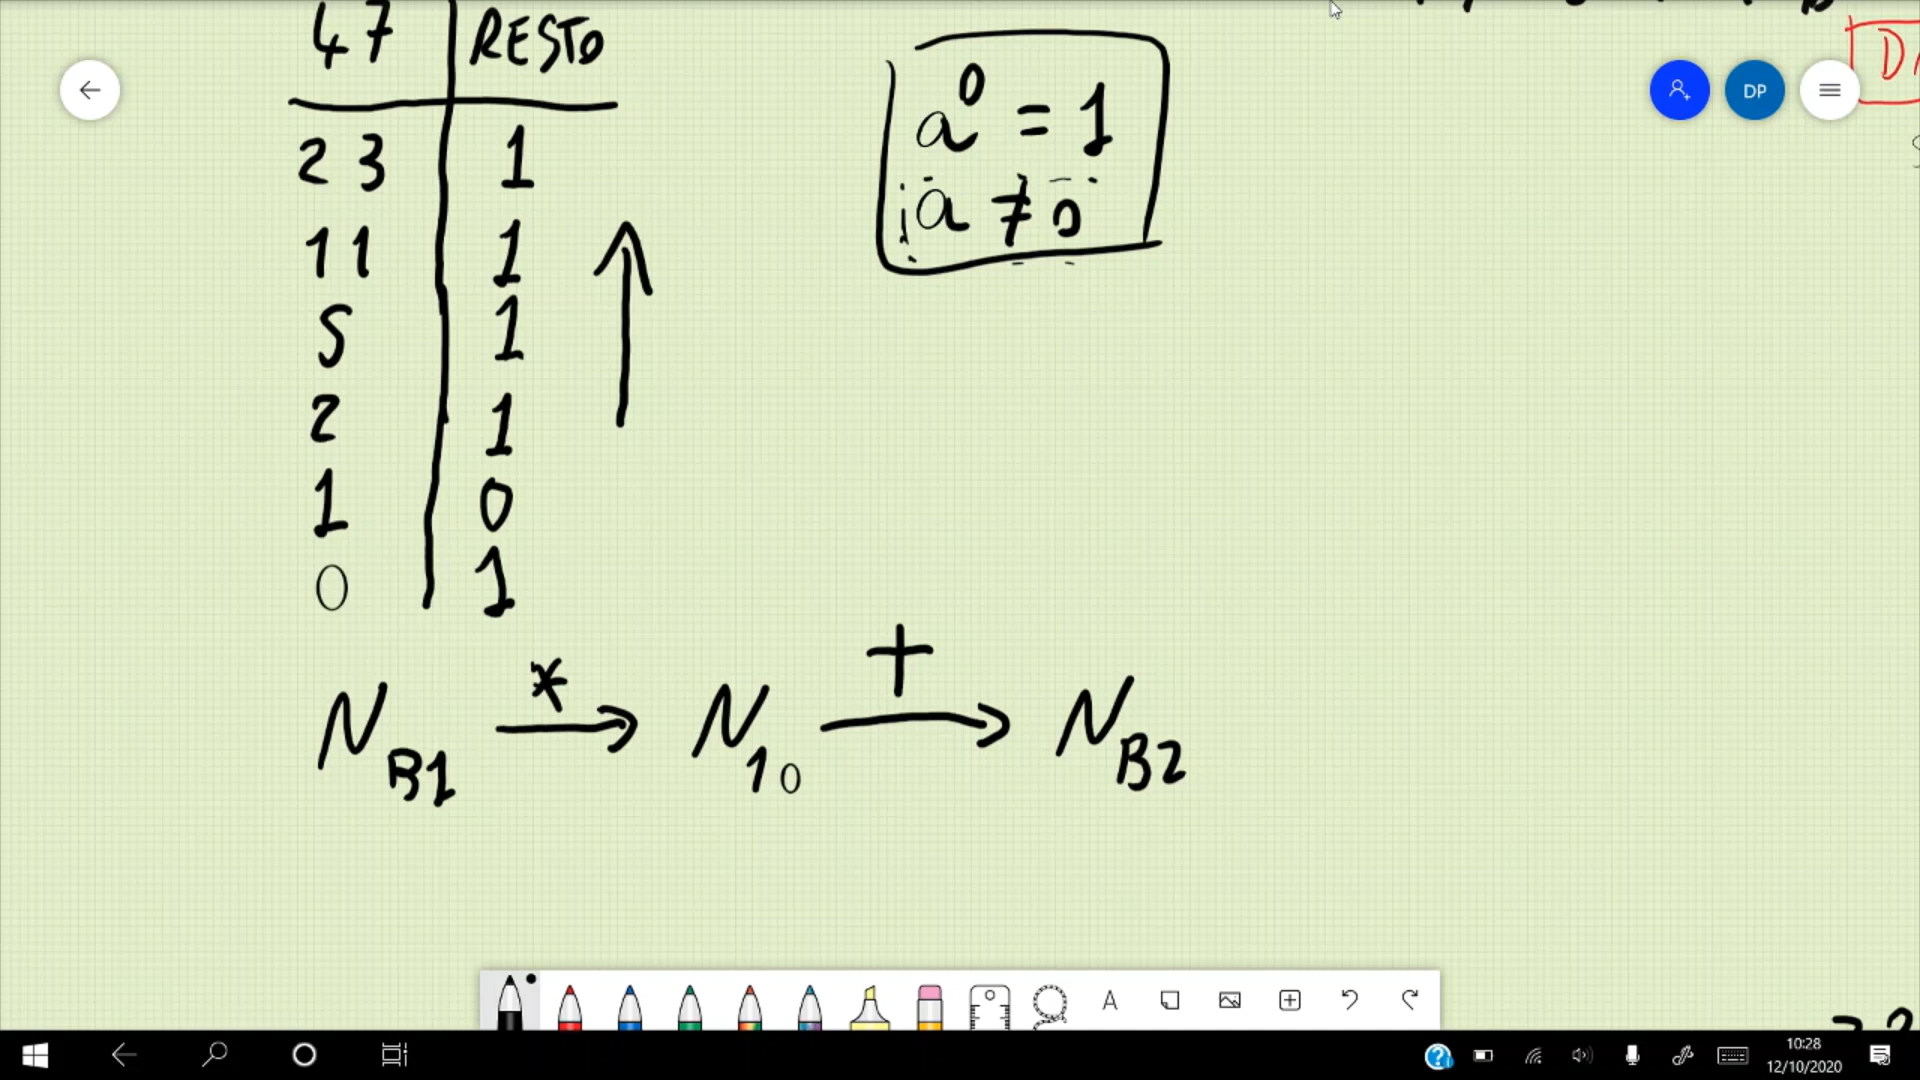 47 | RESTO
23 | 1
11 | 1
5 | 1
2 | 1
1 | 0
0 | 1
a⁰ = 1
a ≠ 0
N_B1 *→ N_10 +→ N_B2
DP
A
10:28
12/10/2020